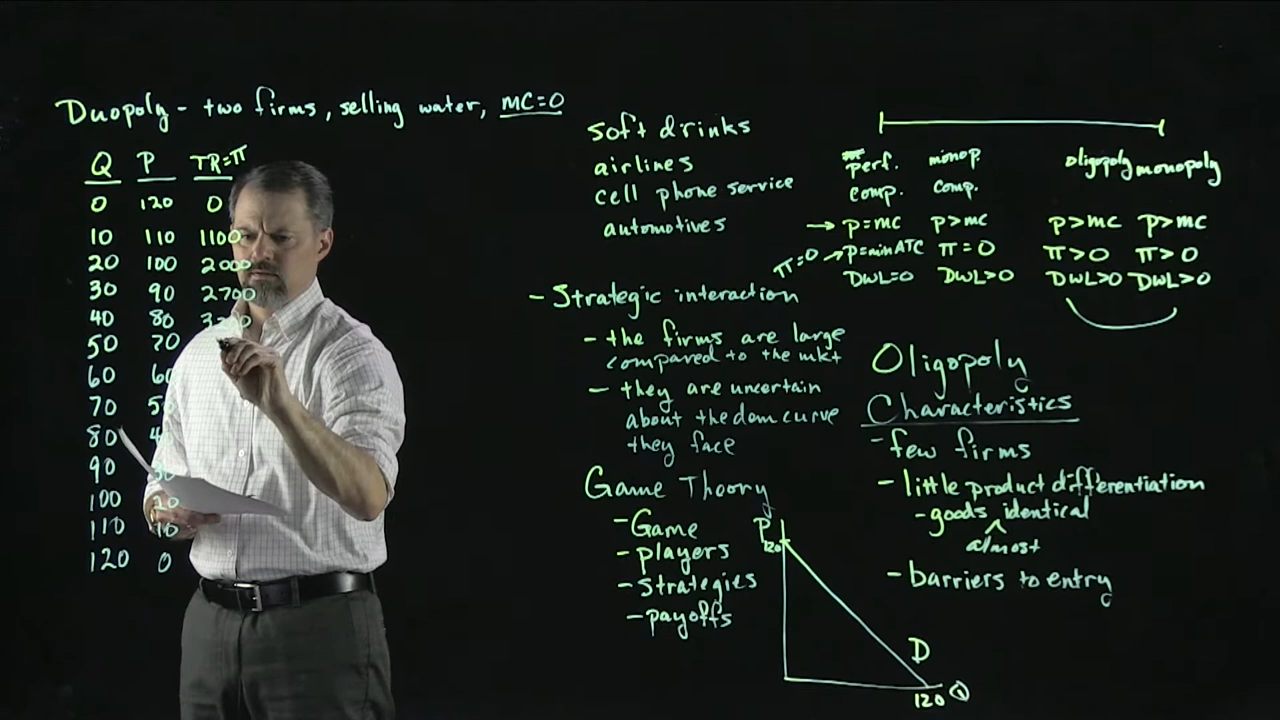 Duopoly - two firms, selling water, MC=0
Q P TR=π
0 120 0
10 110 1100
20 100 2000
30 90 2700
40 80
50 70
60
70
80
90
100 20
110 10
120 0
soft drinks
airlines
cell phone service
automotives
- Strategic interaction
- the firms are large
compared to the mkt
- they are uncertain
about the dem curve
they face
Game Theory
- Game
- players
- strategies
- payoffs
perf. monop. oligopoly monopoly
comp. comp.
→ P=MC P>MC P>MC P>MC
π=0 → P=minATC π=0 π>0 π>0
DWL=0 DWL>0 DWL>0 DWL>0
Oligopoly
Characteristics
- few firms
- little product differentiation
- goods ^ identical
almost
- barriers to entry
P
120
D
120 Q